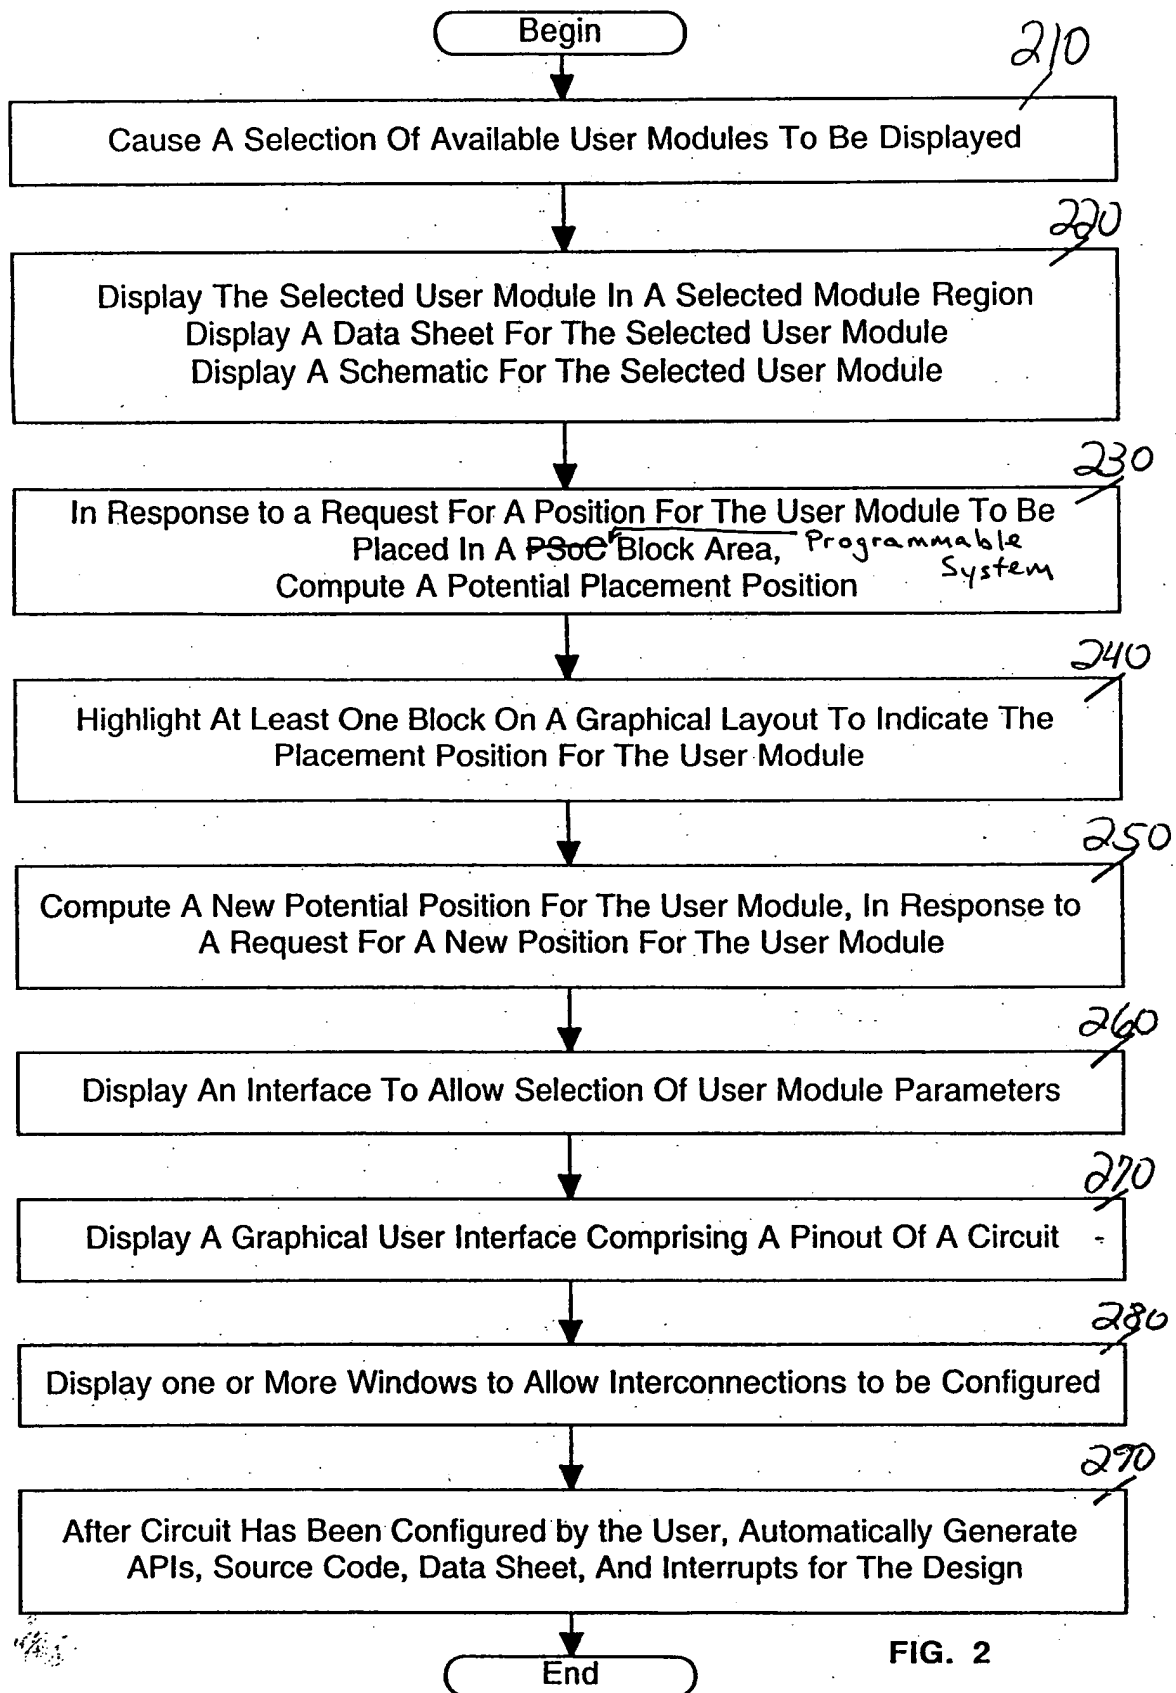 Begin
210
Cause A Selection Of Available User Modules To Be Displayed
220
Display The Selected User Module In A Selected Module Region
Display A Data Sheet For The Selected User Module
Display A Schematic For The Selected User Module
230
In Response to a Request For A Position For The User Module To Be
Placed In A PSoC Block Area, Programmable
System
Compute A Potential Placement Position
240
Highlight At Least One Block On A Graphical Layout To Indicate The
Placement Position For The User Module
250
Compute A New Potential Position For The User Module, In Response to
A Request For A New Position For The User Module
260
Display An Interface To Allow Selection Of User Module Parameters
270
Display A Graphical User Interface Comprising A Pinout Of A Circuit
280
Display one or More Windows to Allow Interconnections to be Configured
290
After Circuit Has Been Configured by the User, Automatically Generate
APIs, Source Code, Data Sheet, And Interrupts for The Design
FIG. 2
End